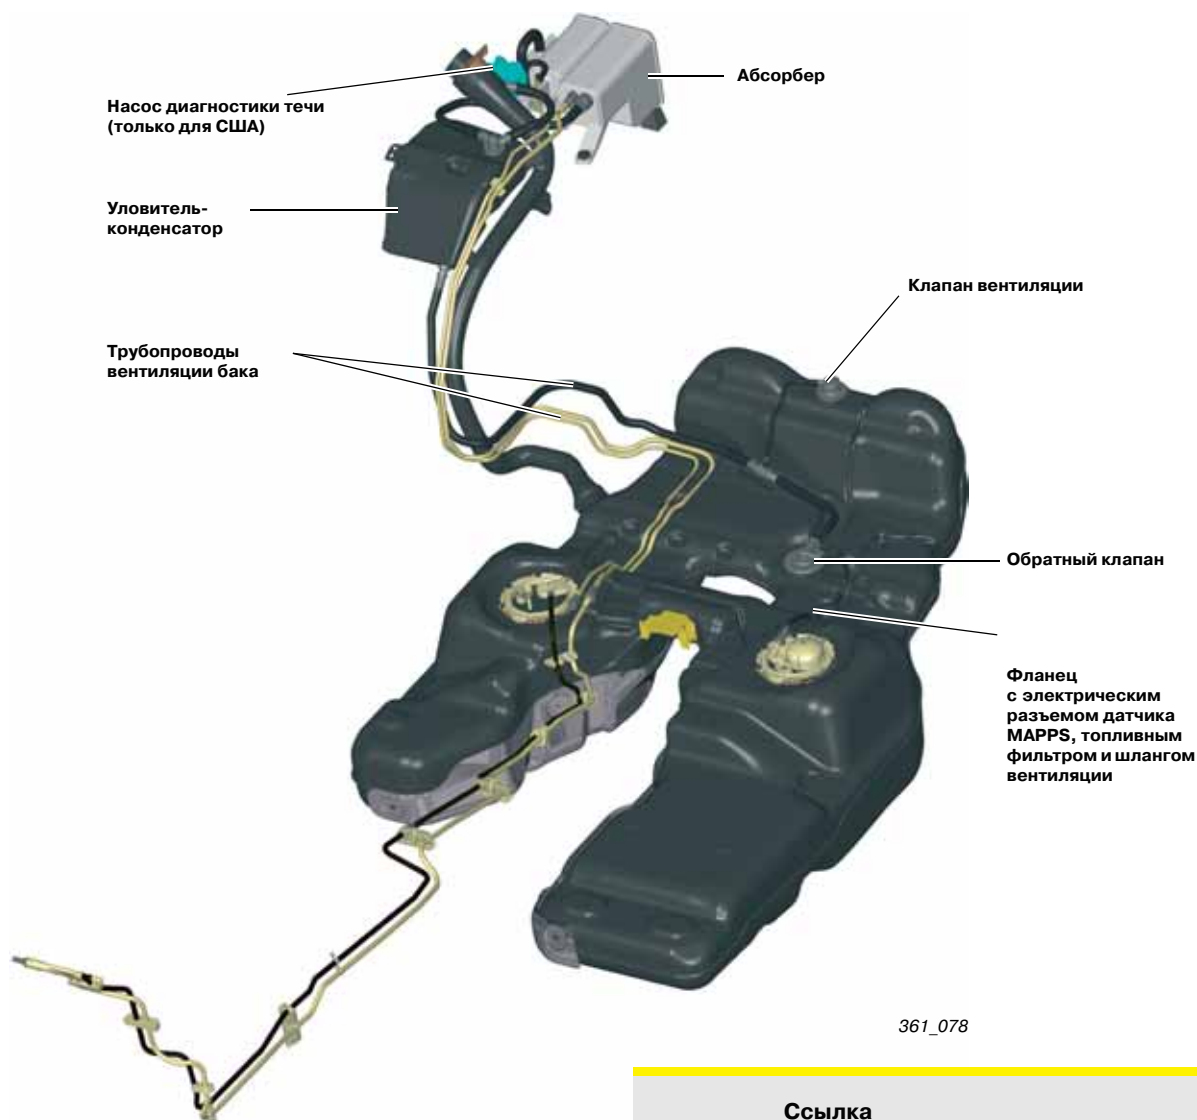 Абсорбер
Насос диагностики течи
(только для США)
Уловитель-
конденсатор
Клапан вентиляции
Трубопроводы
вентиляции бака
Обратный клапан
Фланец
с электрическим
разъемом датчика
MAPPS, топливным
фильтром и шлангом
вентиляции
361_078
Ссылка